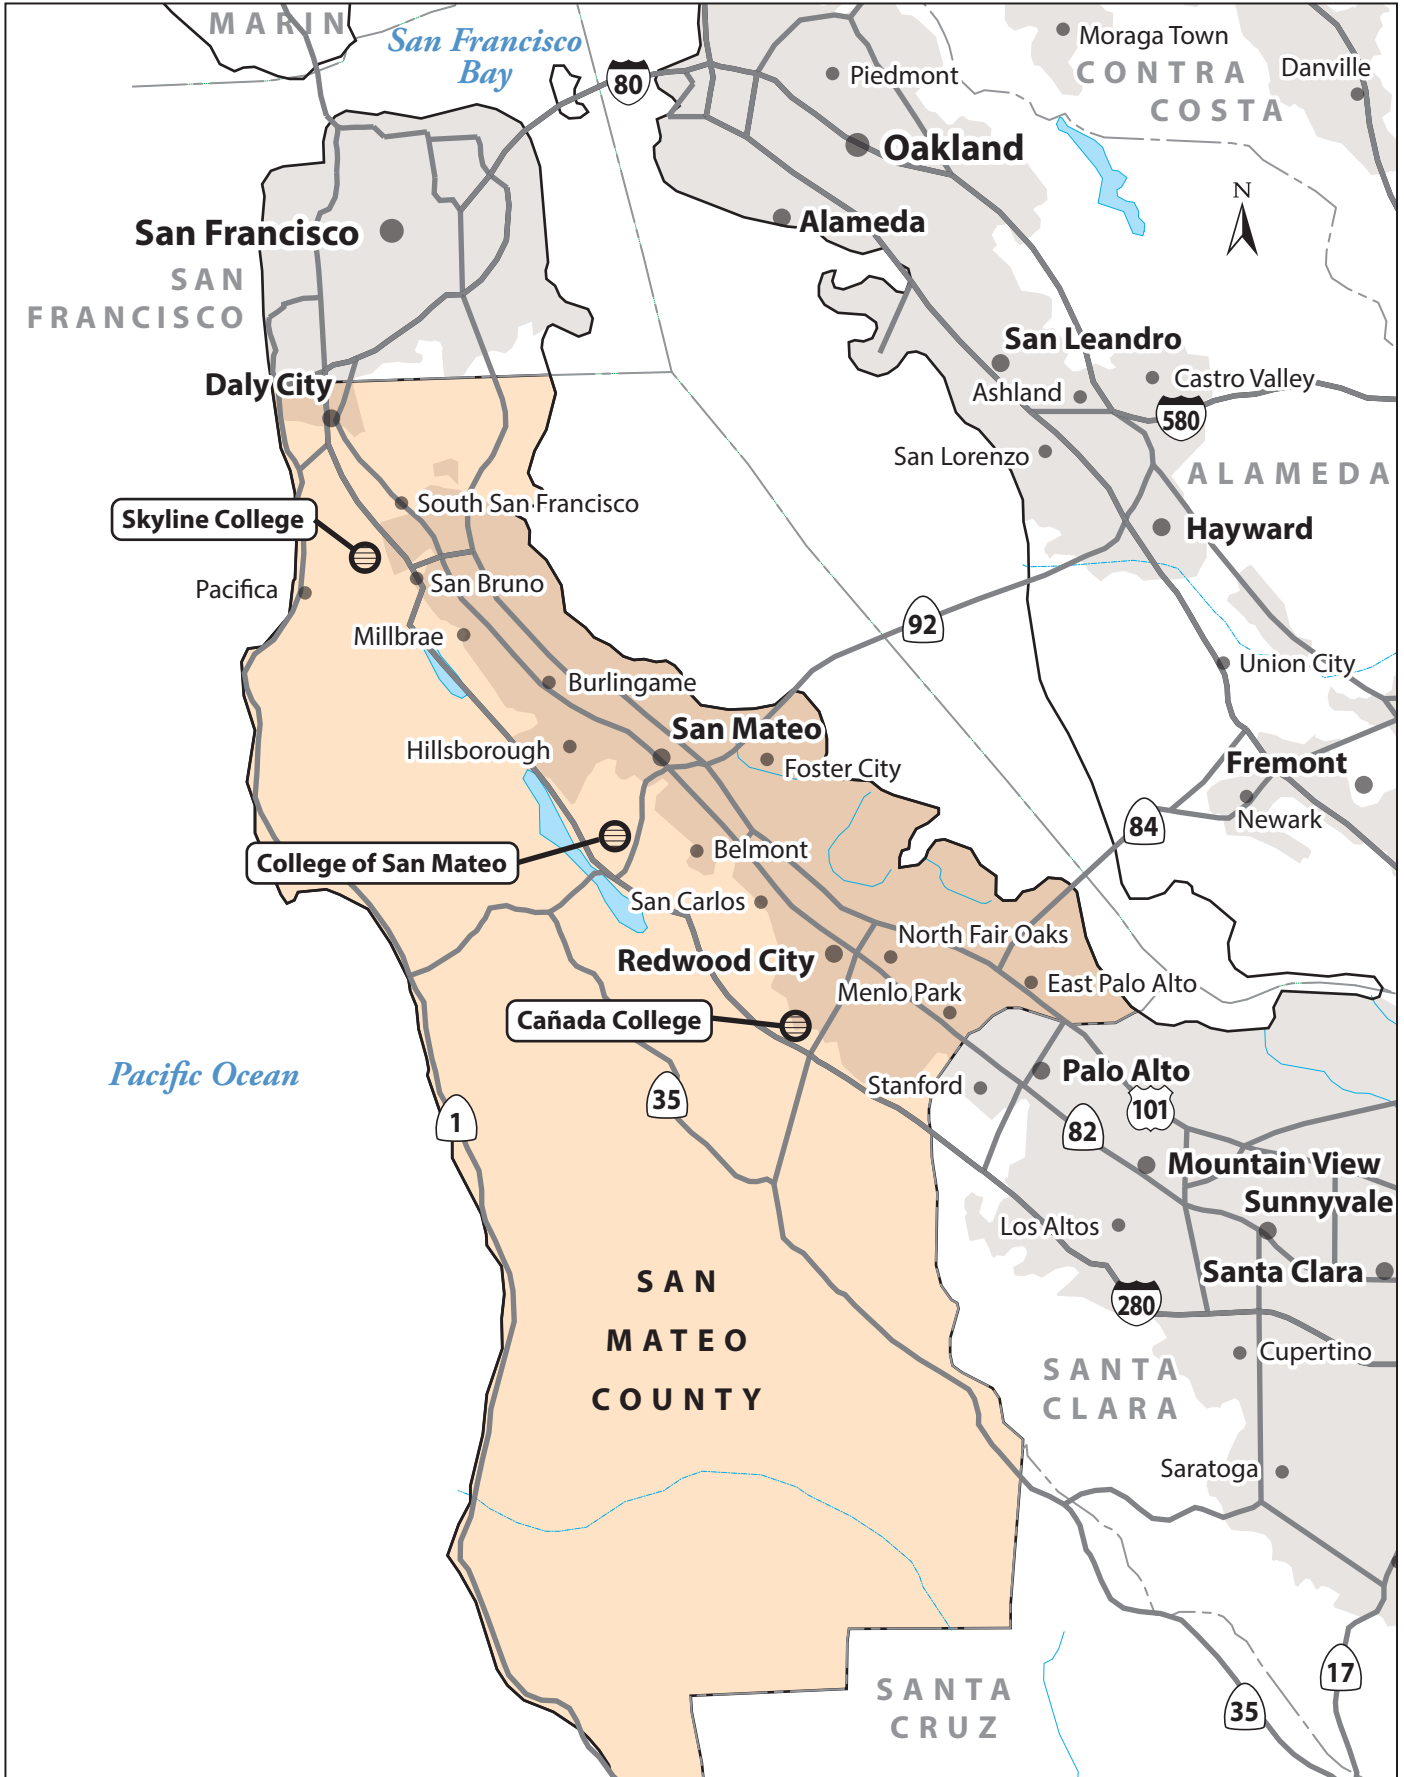 MARIN
San Francisco
Bay
80
Moraga Town
CONTRA
COSTA
Danville
Piedmont
Oakland
N
Alameda
San Francisco
SAN
FRANCISCO
San Leandro
Daly City
Ashland
Castro Valley
580
San Lorenzo
ALAMEDA
South San Francisco
Skyline College
Hayward
San Bruno
Pacifica
92
Millbrae
Union City
Burlingame
San Mateo
Hillsborough
Foster City
Fremont
Newark
84
Belmont
College of San Mateo
San Carlos
North Fair Oaks
Redwood City
East Palo Alto
Menlo Park
Cañada College
Pacific Ocean
Palo Alto
Stanford
35
101
1
82
Mountain View
Sunnyvale
Los Altos
Santa Clara
SAN
MATEO
COUNTY
280
Cupertino
SANTA
CLARA
Saratoga
17
SANTA
CRUZ
35